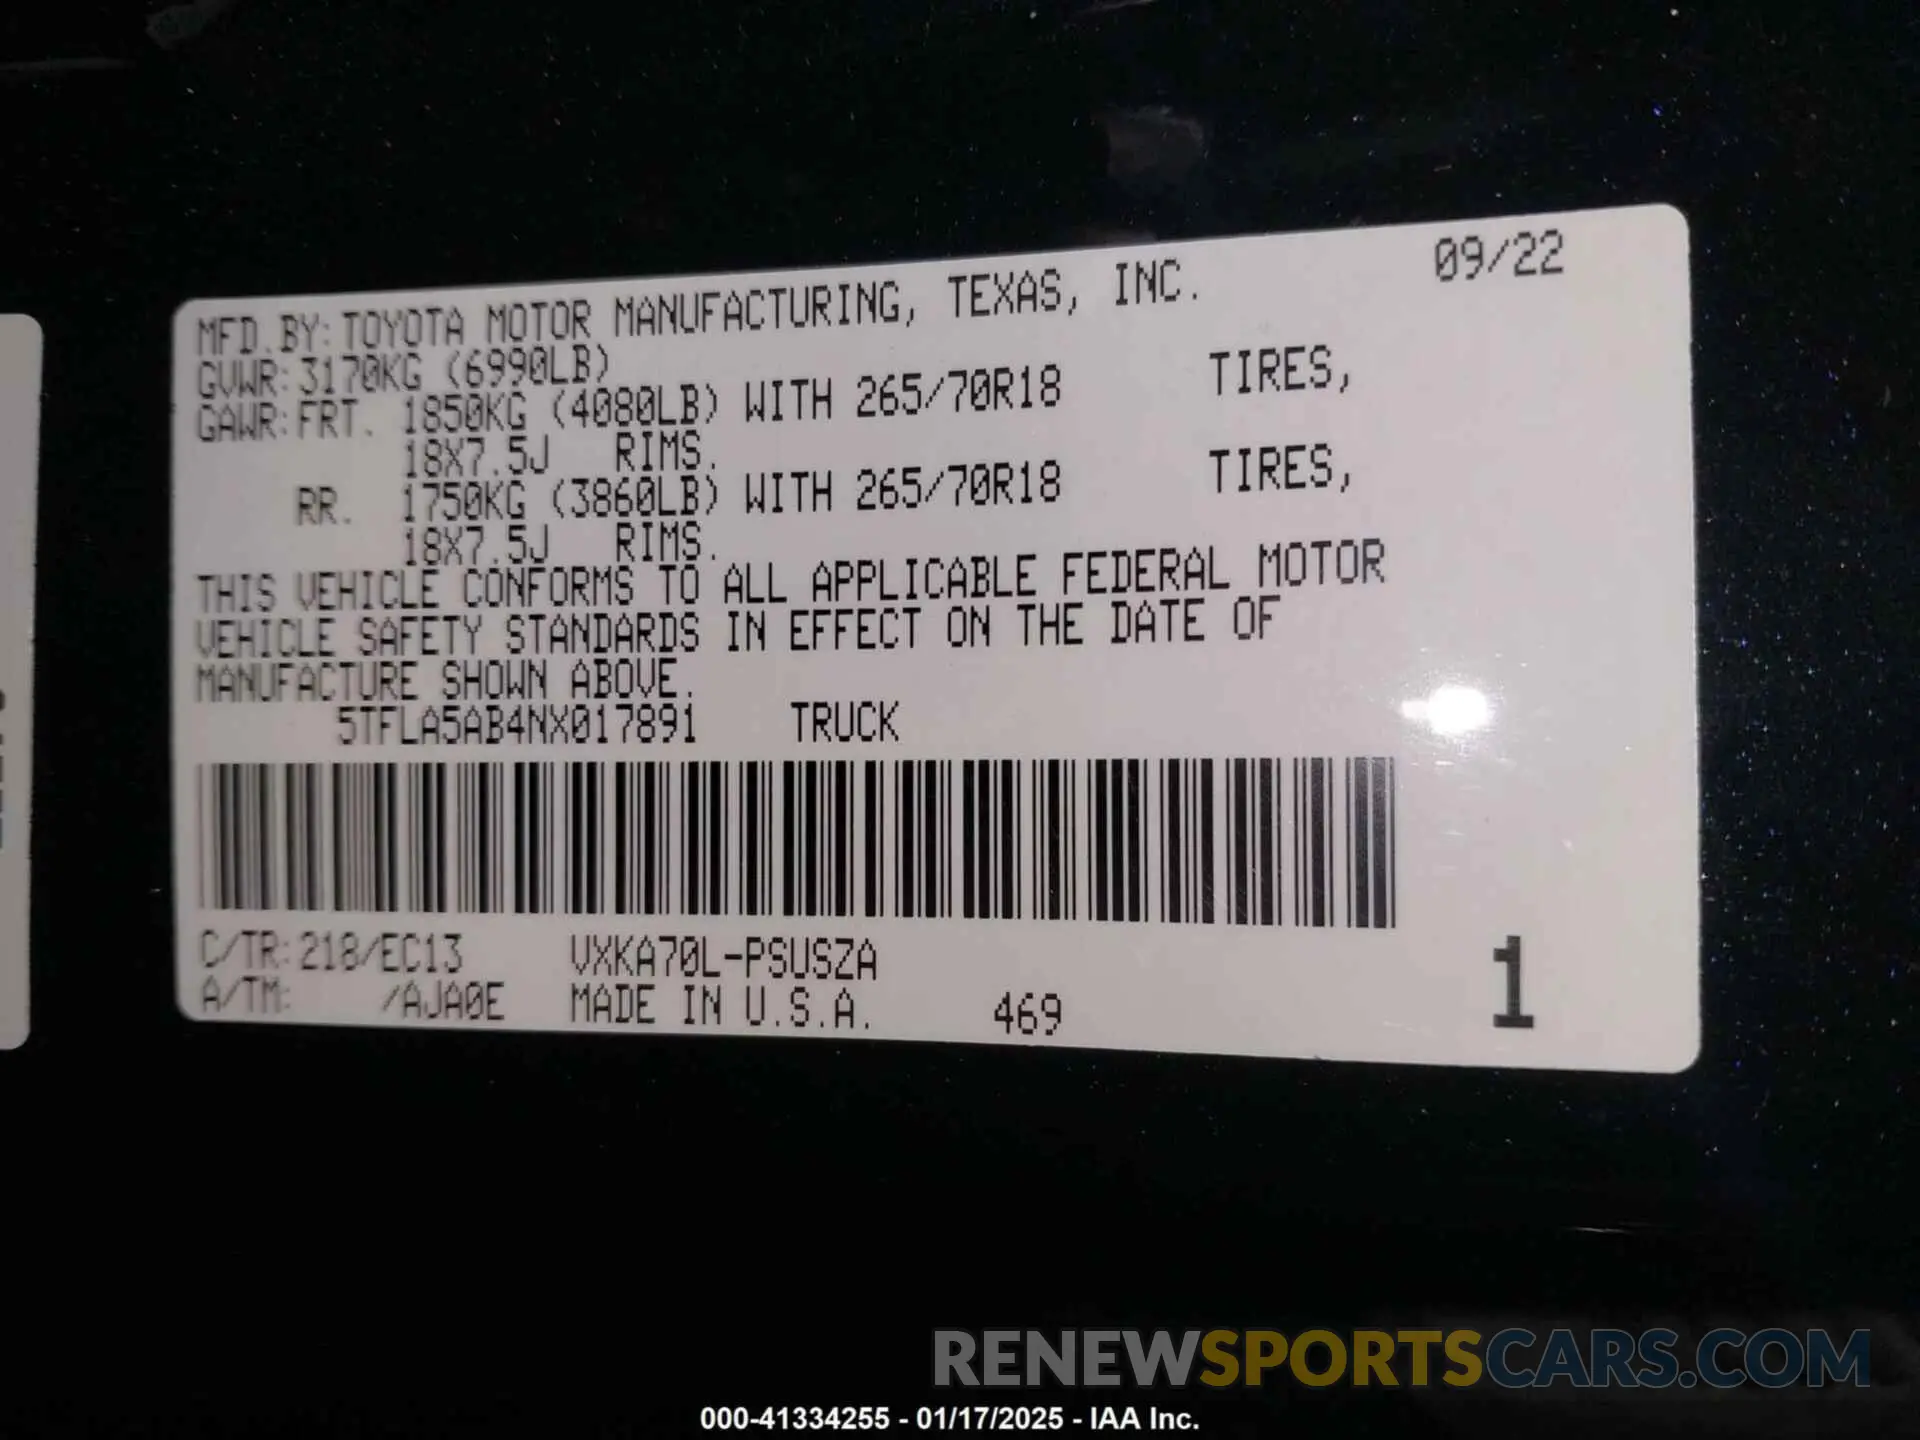 09/22
MFD.BY:TOYOTA MOTOR MANUFACTURING, TEXAS, INC.
GVWR:3170KG (6990LB)
GAWR:FRT. 1850KG (4080LB) WITH 265/70R18 TIRES,
18X7.5J RIMS.
RR. 1750KG (3860LB) WITH 265/70R18 TIRES,
18X7.5J RIMS.
THIS VEHICLE CONFORMS TO ALL APPLICABLE FEDERAL MOTOR
VEHICLE SAFETY STANDARDS IN EFFECT ON THE DATE OF
MANUFACTURE SHOWN ABOVE.
5TFLA5AB4NX017891 TRUCK
C/TR:218/EC13 VXKA70L-PSUSZA
A/TM: /AJA0E MADE IN U.S.A. 469
1
RENEWSPORTSCARS.COM
000-41334255 - 01/17/2025 - IAA Inc.